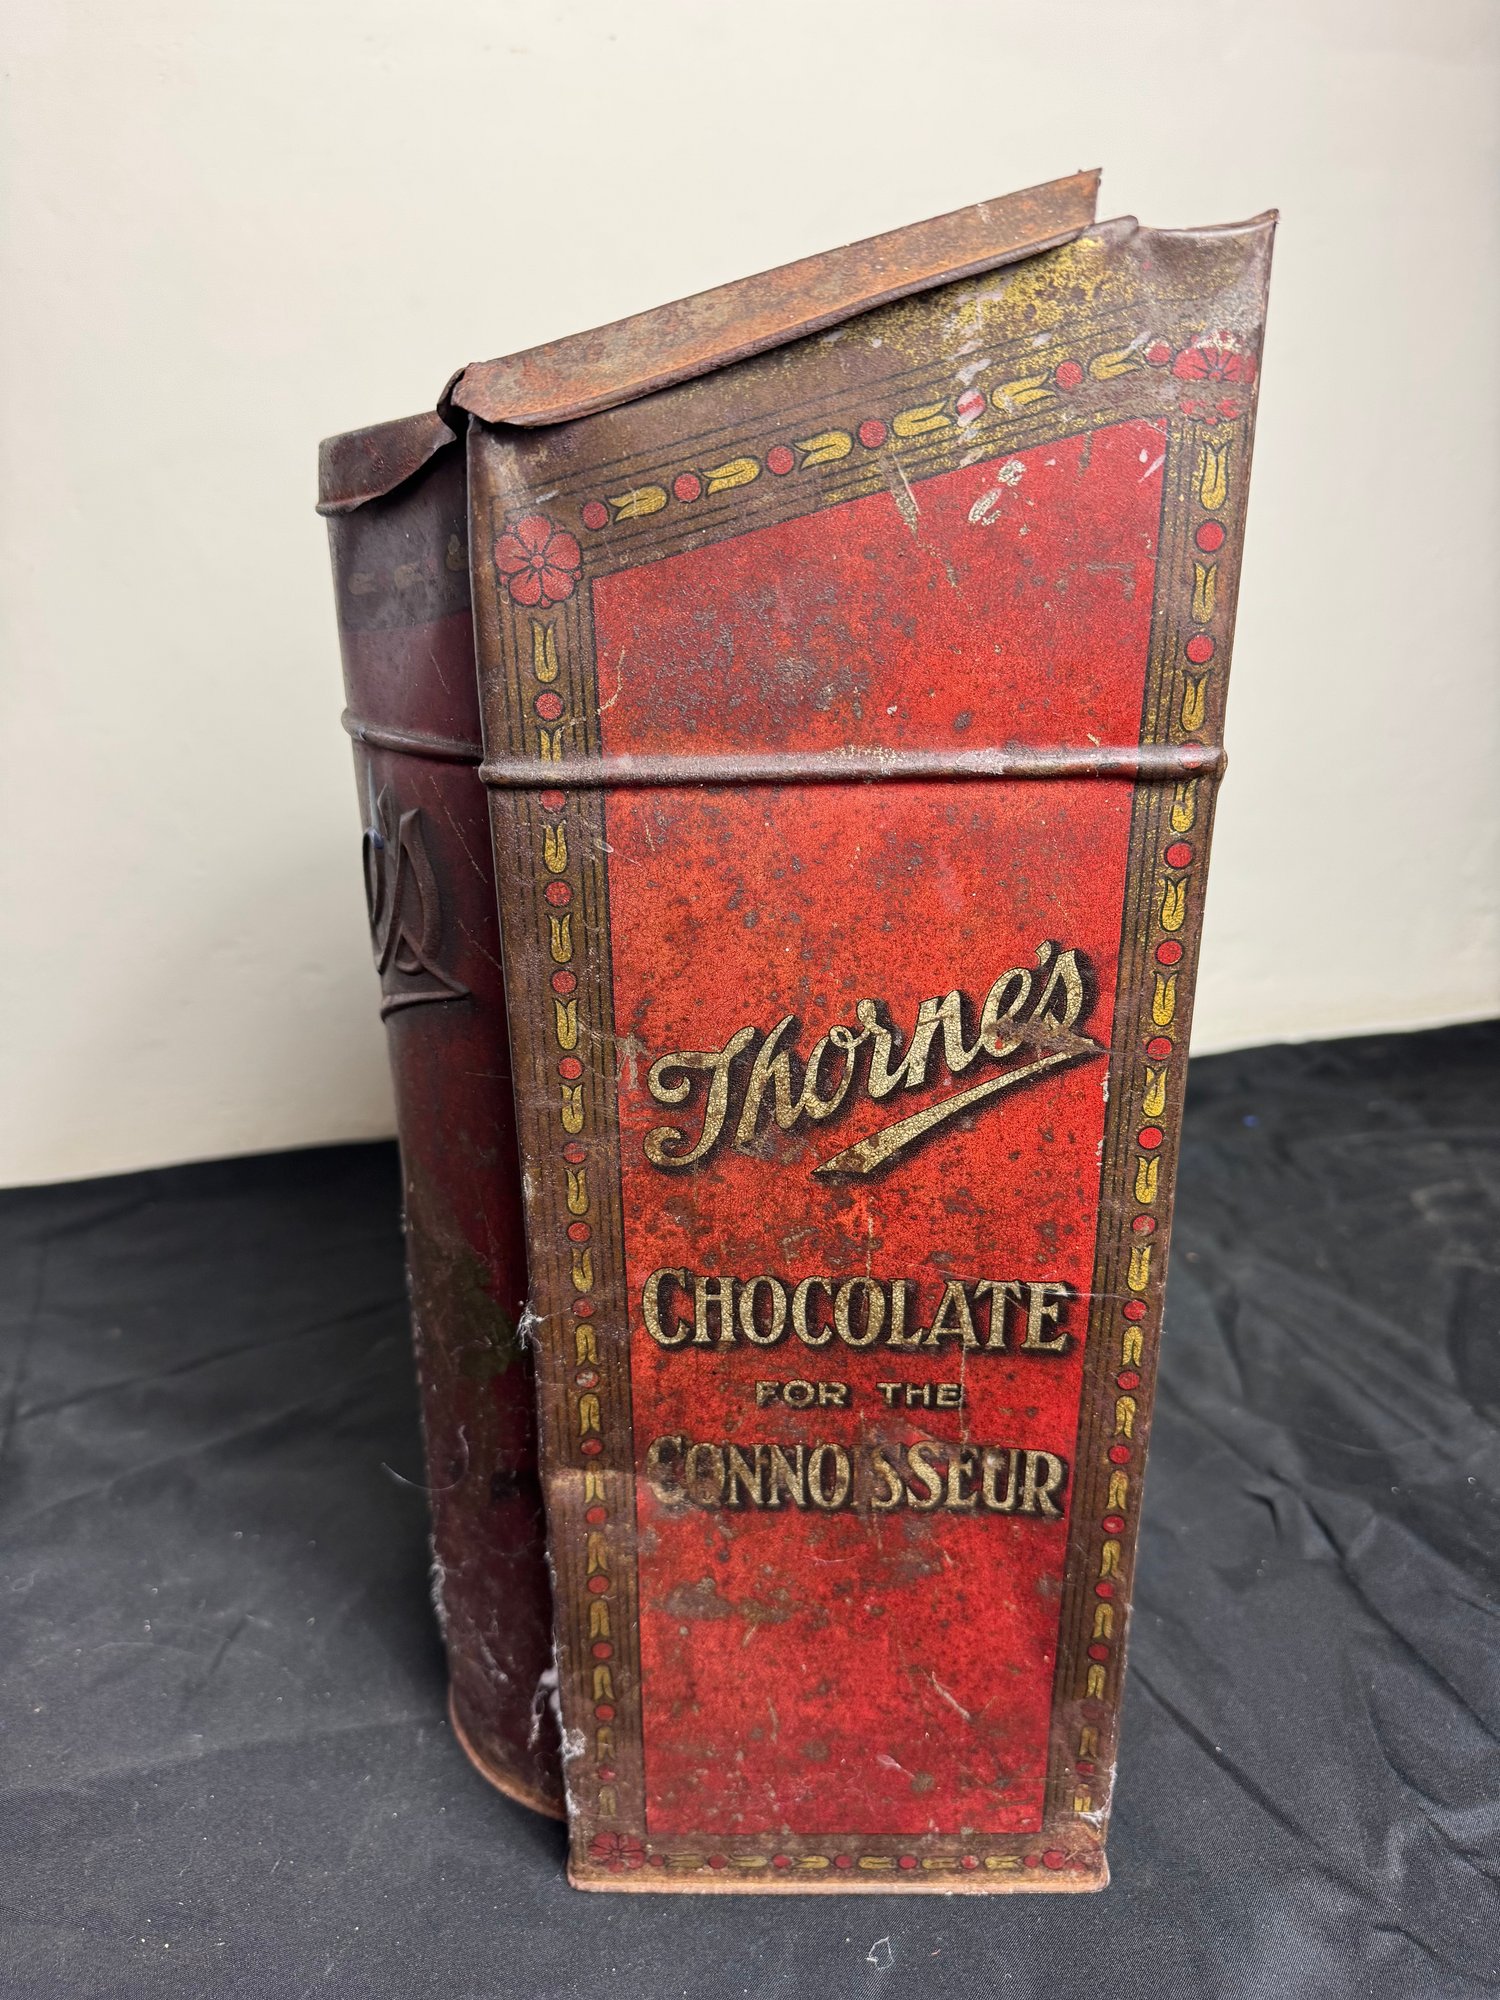 Thorne's
CHOCOLATE
FOR THE
CONNOISSEUR